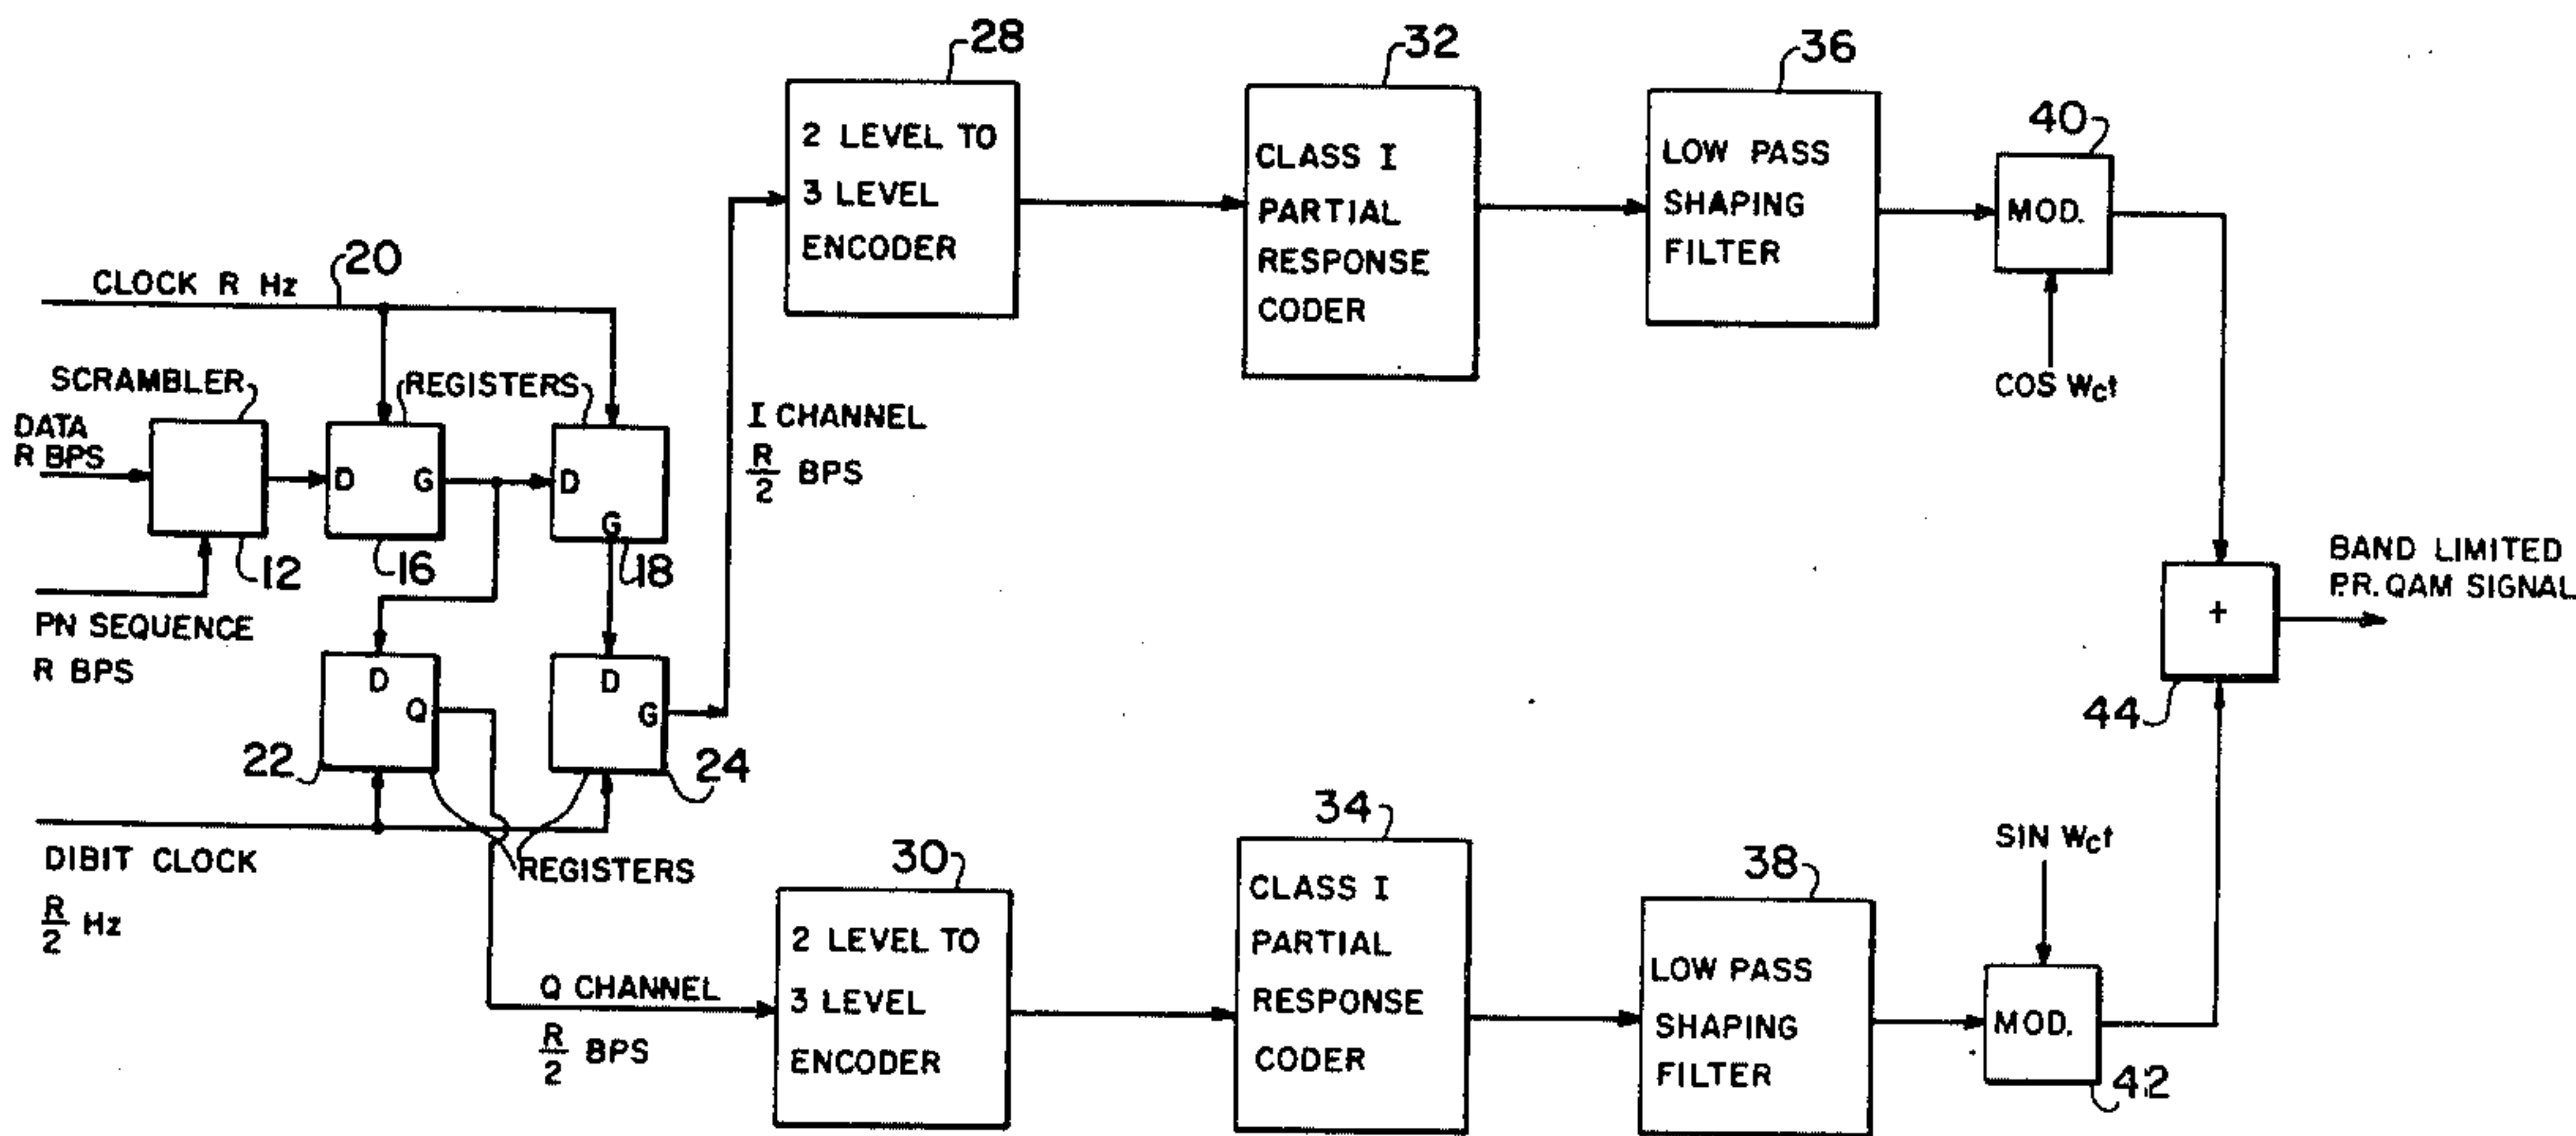 28
2 LEVEL TO
3 LEVEL
ENCODER
32
CLASS I
PARTIAL
RESPONSE
CODER
36
LOW PASS
SHAPING
FILTER
40
MOD.
COS Wct
CLOCK R Hz
20
SCRAMBLER
REGISTERS
DATA
R BPS
D
G
D
G
12
16
18
I CHANNEL
R/2 BPS
PN SEQUENCE
R BPS
D
Q
D
G
22
24
DIBIT CLOCK
R/2 Hz
REGISTERS
Q CHANNEL
R/2 BPS
30
2 LEVEL TO
3 LEVEL
ENCODER
34
CLASS I
PARTIAL
RESPONSE
CODER
38
LOW PASS
SHAPING
FILTER
SIN Wct
MOD.
42
+
44
BAND LIMITED
P.R. QAM SIGNAL